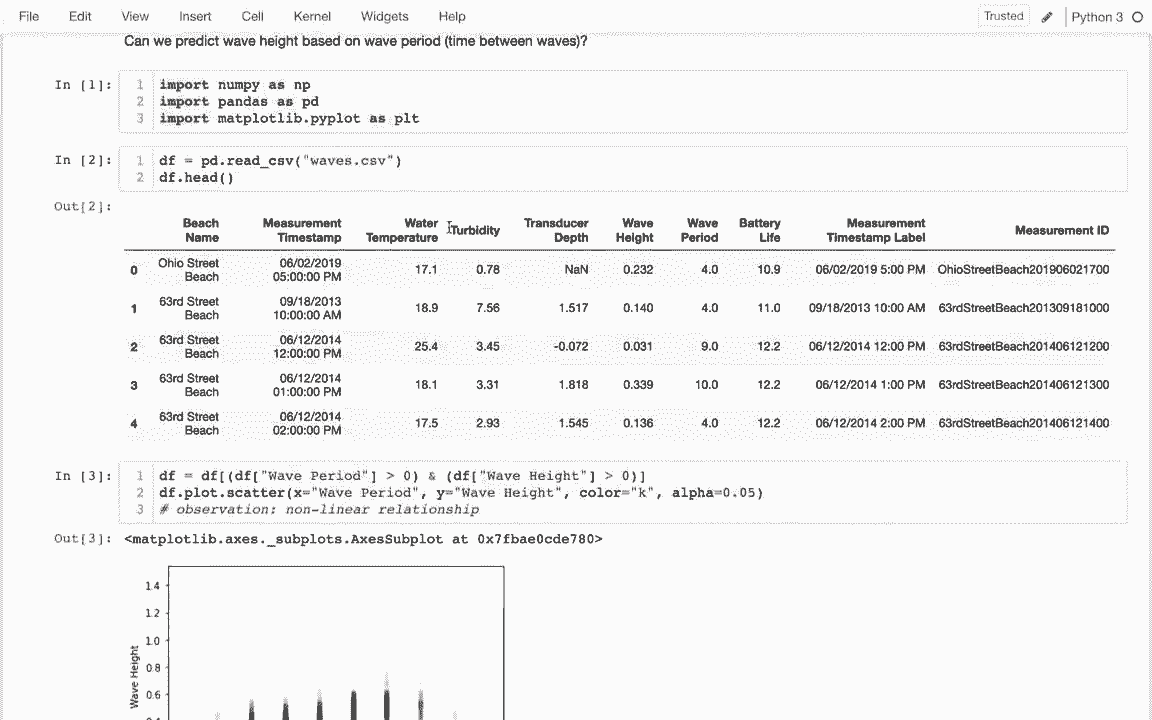 File Edit View Insert Cell Kernel Widgets Help Trusted Python 3
Can we predict wave height based on wave period (time between waves)?
In [1]: 1 import numpy as np
2 import pandas as pd
3 import matplotlib.pyplot as plt
In [2]: 1 df = pd.read_csv("waves.csv")
2 df.head()
Out[2]:
Beach Measurement Water Transducer Wave Wave Battery Measurement
Turbidity Measurement ID
Name Timestamp Temperature Depth Height Period Life Timestamp Label
Ohio Street 06/02/2019
0 17.1 0.78 NaN 0.232 4.0 10.9 06/02/2019 5:00 PM OhioStreetBeach201906021700
Beach 05:00:00 PM
63rd Street 09/18/2013
1 18.9 7.56 1.517 0.140 4.0 11.0 09/18/2013 10:00 AM 63rdStreetBeach201309181000
Beach 10:00:00 AM
63rd Street 06/12/2014
2 25.4 3.45 -0.072 0.031 9.0 12.2 06/12/2014 12:00 PM 63rdStreetBeach201406121200
Beach 12:00:00 PM
63rd Street 06/12/2014
3 18.1 3.31 1.818 0.339 10.0 12.2 06/12/2014 1:00 PM 63rdStreetBeach201406121300
Beach 01:00:00 PM
63rd Street 06/12/2014
4 17.5 2.93 1.545 0.136 4.0 12.2 06/12/2014 2:00 PM 63rdStreetBeach201406121400
Beach 02:00:00 PM
In [3]: 1 df = df[(df["Wave Period"] > 0) & (df["Wave Height"] > 0)]
2 df.plot.scatter(x="Wave Period", y="Wave Height", color="k", alpha=0.05)
3 # observation: non-linear relationship
Out[3]: <matplotlib.axes._subplots.AxesSubplot at 0x7fbae0cde780>
1.4
1.2
1.0
0.8
0.6
Wave Height